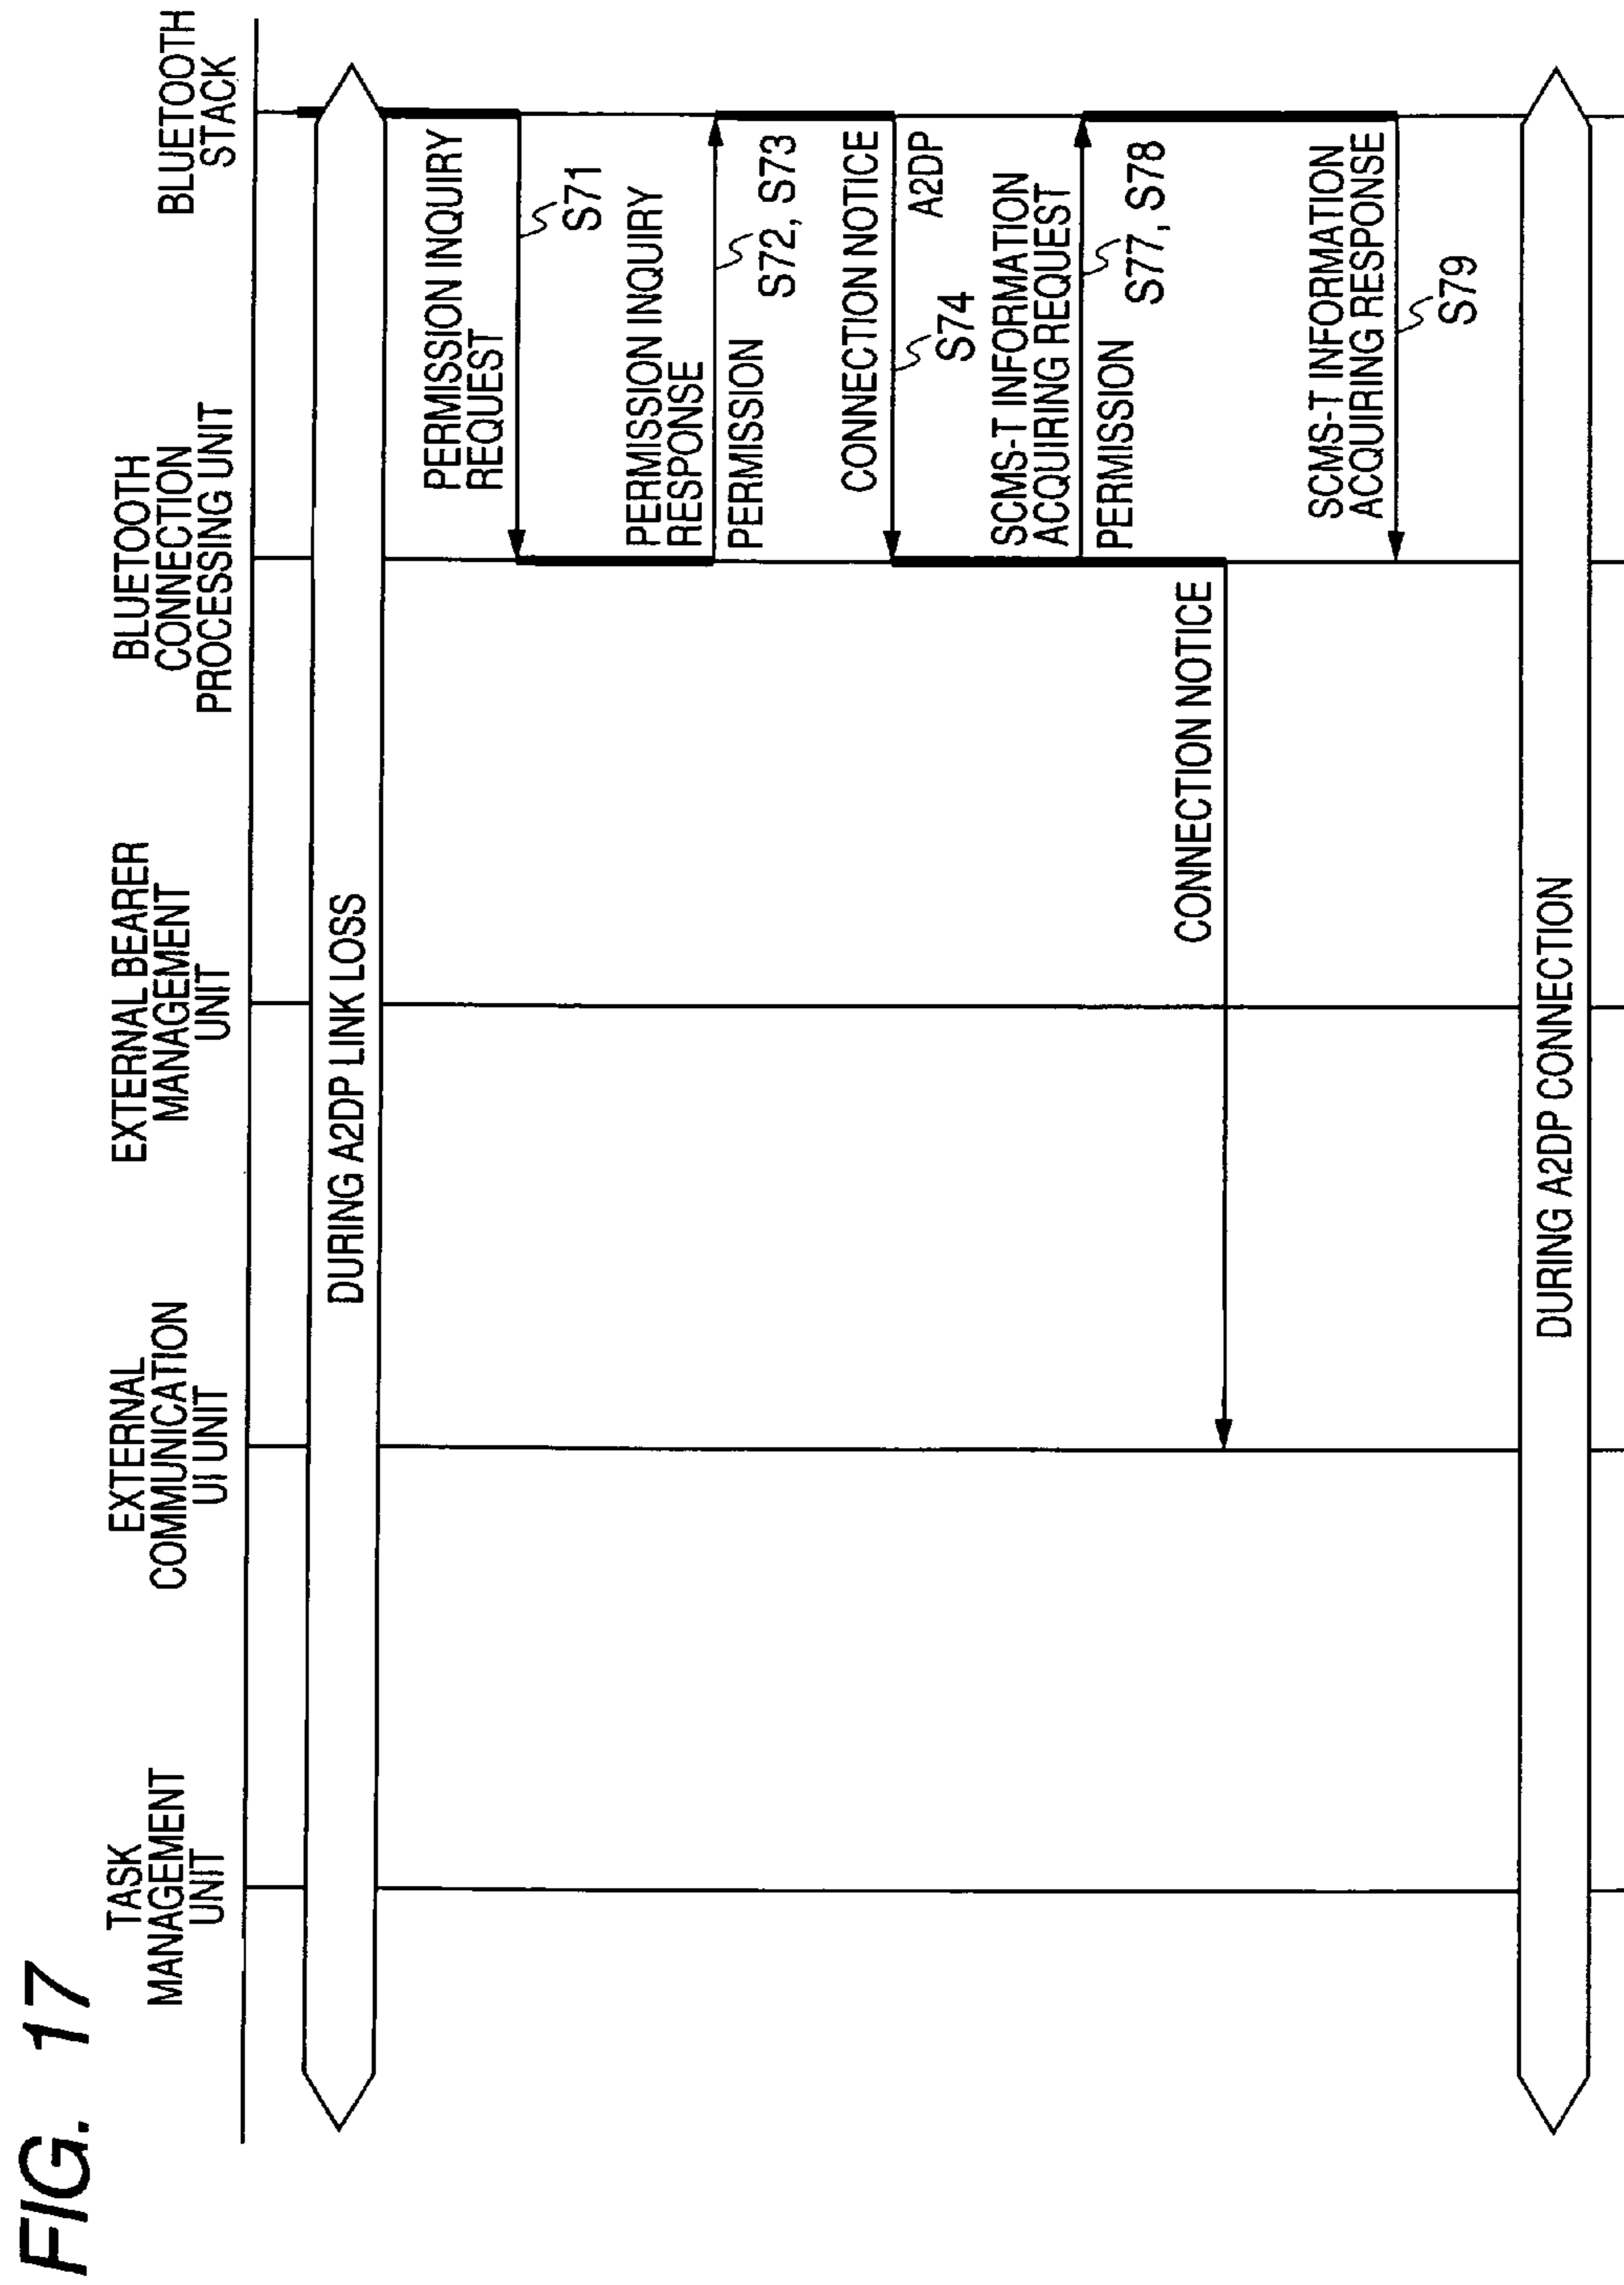 FIG. 17
TASK
MANAGEMENT
UNIT
EXTERNAL
COMMUNICATION
UI UNIT
EXTERNAL BEARER
MANAGEMENT
UNIT
BLUETOOTH
CONNECTION
PROCESSING UNIT
BLUETOOTH
STACK
DURING A2DP LINK LOSS
PERMISSION INQUIRY
REQUEST
S71
PERMISSION INQUIRY
RESPONSE
PERMISSION
S72, S73
CONNECTION NOTICE
A2DP
S74
SCMS-T INFORMATION
ACQUIRING REQUEST
PERMISSION
S77, S78
CONNECTION NOTICE
SCMS-T INFORMATION
ACQUIRING RESPONSE
S79
DURING A2DP CONNECTION